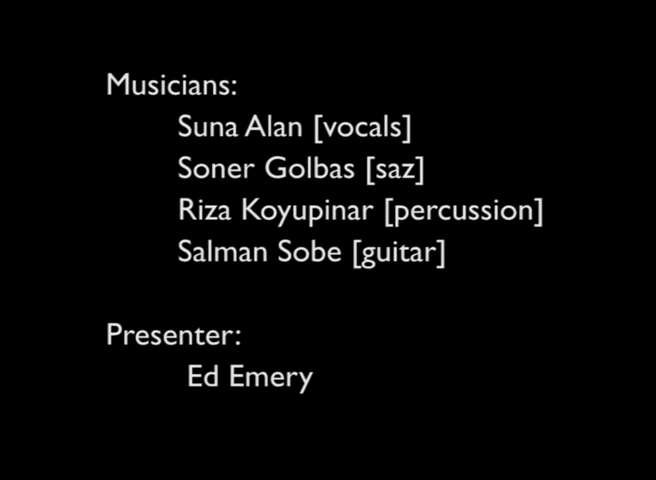 Musicians:
Suna Alan [vocals]
Soner Golbas [saz]
Riza Koyupinar [percussion]
Salman Sobe [guitar]
Presenter:
Ed Emery